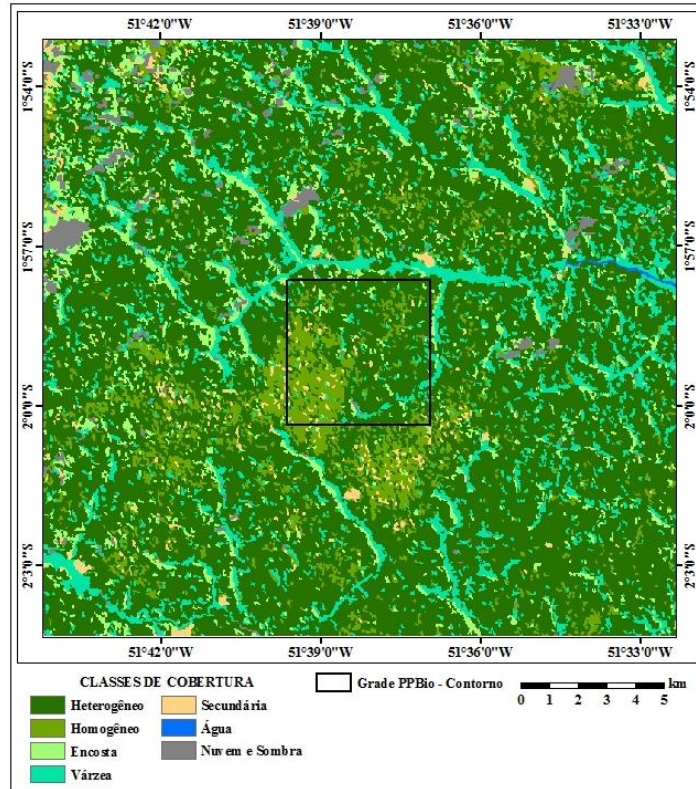 51°42'0"W 51°39'0"W 51°36'0"W 51°33'0"W
1°54'0"S 1°54'0"S
1°57'0"S 1°57'0"S
2°0'0"S 2°0'0"S
2°3'0"S 2°3'0"S
51°42'0"W 51°39'0"W 51°36'0"W 51°33'0"W
CLASSES DE COBERTURA
Heterogêneo
Homogêneo
Encosta
Várzea
Secundária
Água
Nuvem e Sombra
Grade PPBio - Contorno
km
0 1 2 3 4 5